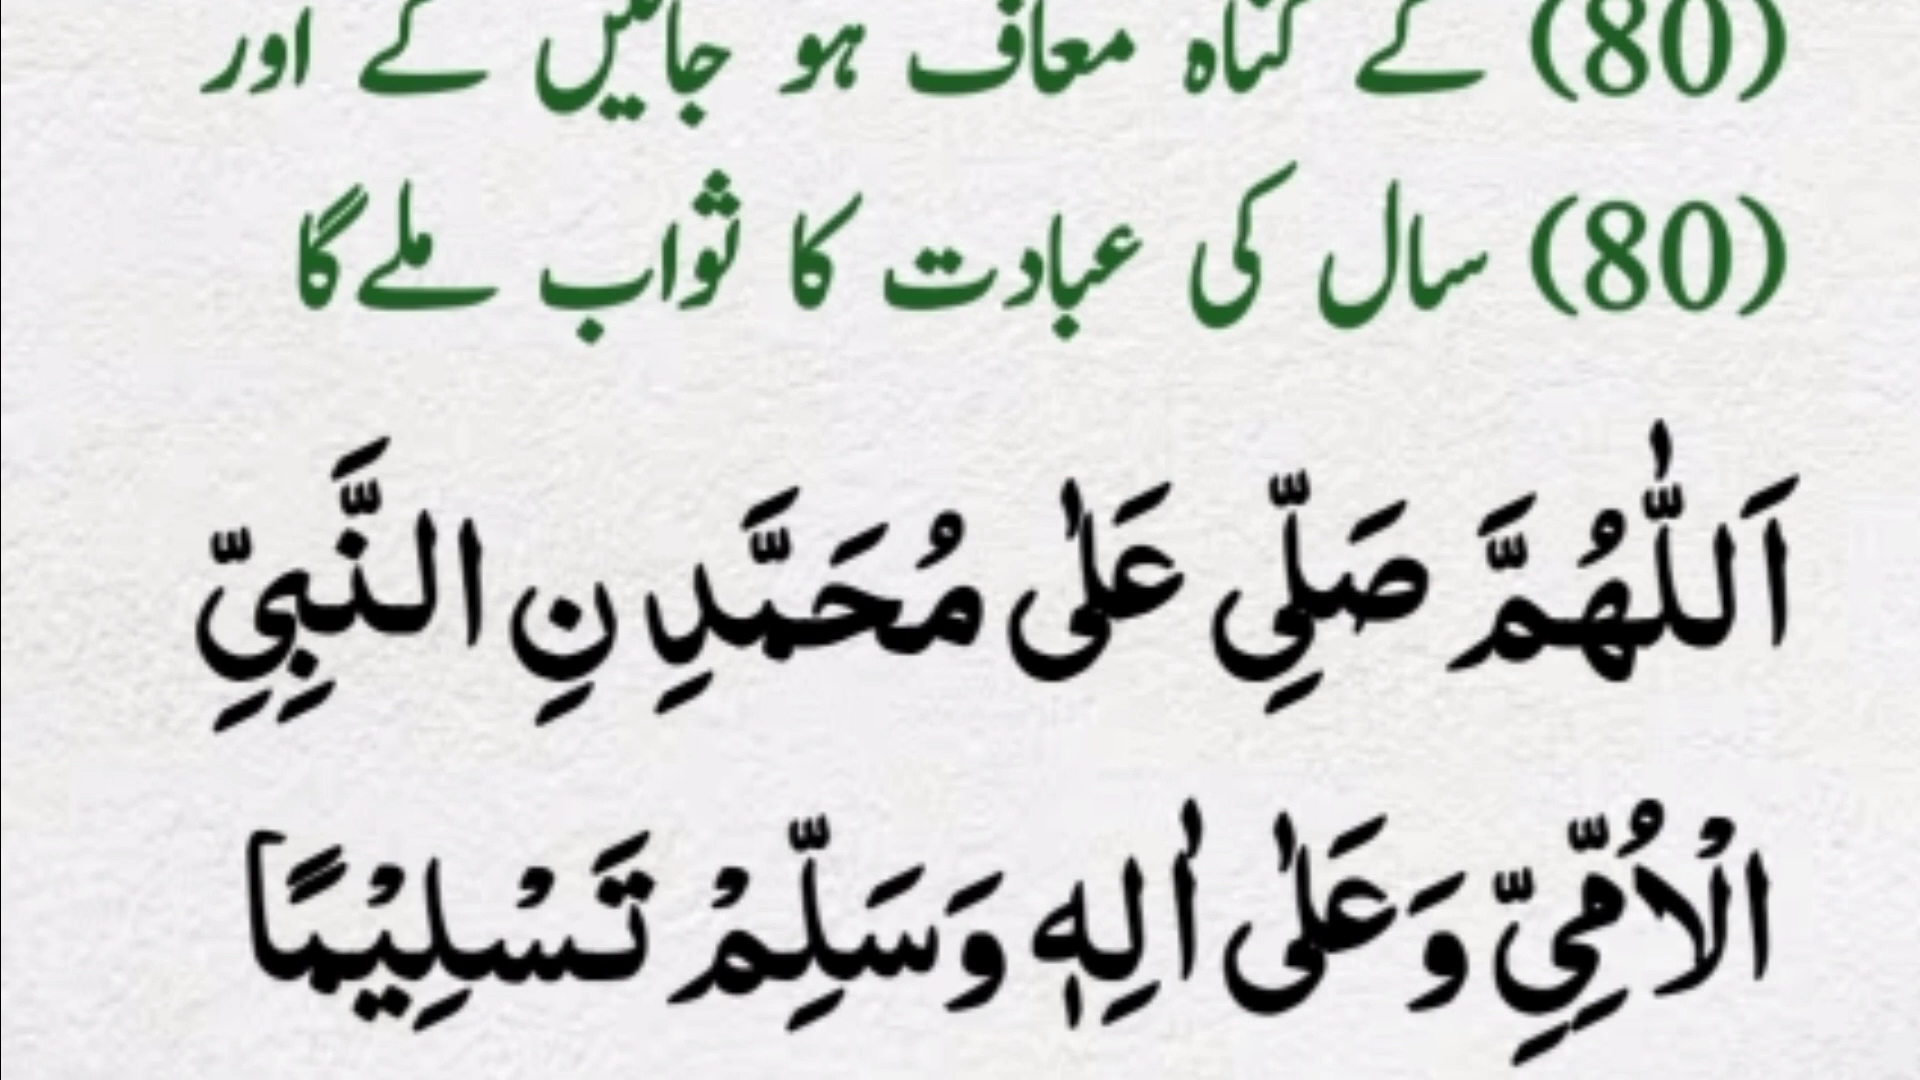 (80) کے گناہ معاف ہو جائیں گے اور
(80) سال کی عبادت کا ثواب ملے گا
اَللّٰهُمَّ صَلِّی عَلٰی مُحَمَّدِ نِ النَّبِیِّ
الْاُمِّیِّ وَعَلٰی اٰلِهٖ وَسَلِّمْ تَسْلِیْمًا